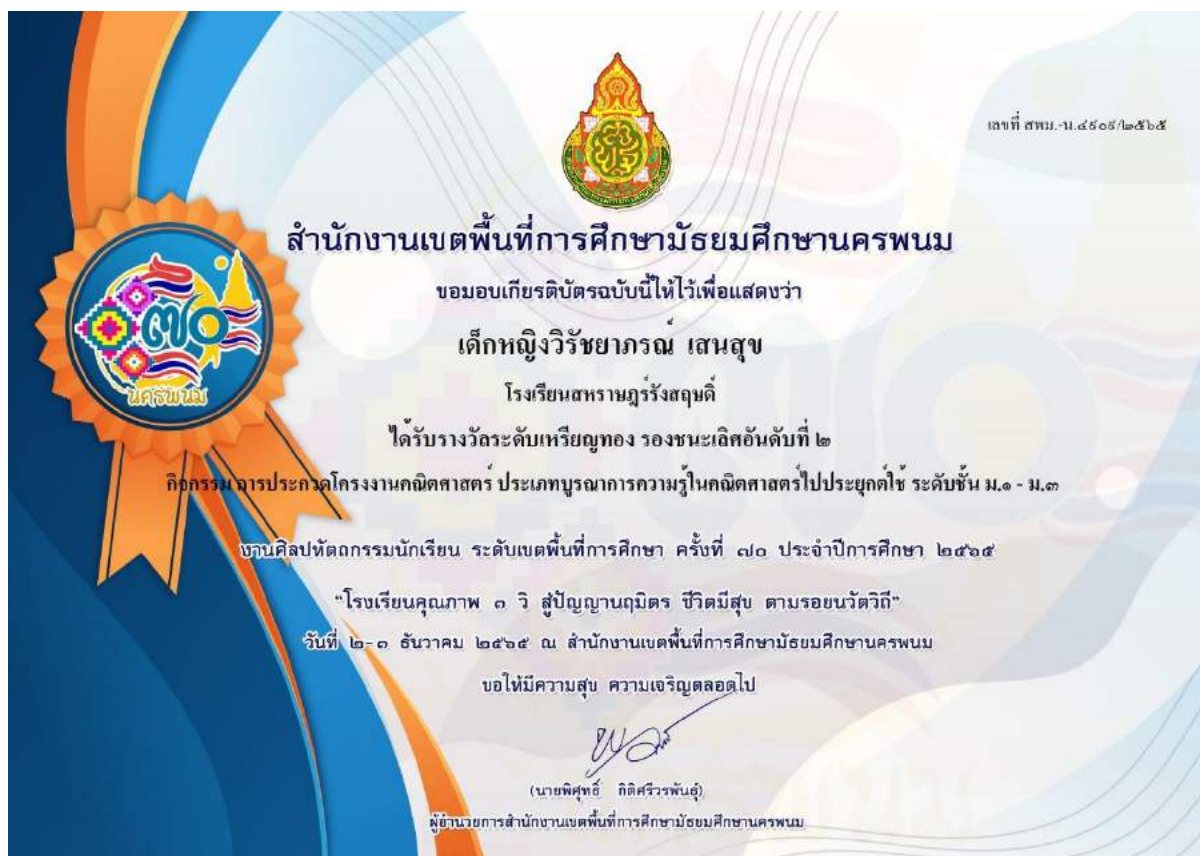 เลขที่ สพม.-น.๔๙๐๙/๒๕๖๕
สำนักงานเขตพื้นที่การศึกษามัธยมศึกษานครพนม
ขอมอบเกียรติบัตรฉบับนี้ให้ไว้เพื่อแสดงว่า
เด็กหญิงวิรัชยาภรณ์ เสนสุข
โรงเรียนสหราษฎร์รังสฤษดิ์
ได้รับรางวัลระดับเหรียญทอง รองชนะเลิศอันดับที่ ๒
กิจกรรม การประกวดโครงงานคณิตศาสตร์ ประเภทบูรณาการความรู้ในคณิตศาสตร์ไปประยุกต์ใช้ ระดับชั้น ม.๑ - ม.๓
งานศิลปหัตถกรรมนักเรียน ระดับเขตพื้นที่การศึกษา ครั้งที่ ๗๐ ประจำปีการศึกษา ๒๕๖๕
“โรงเรียนคุณภาพ ๓ วิ สู่ปัญญานฤมิตร ชีวิตมีสุข ตามรอยนวัตวิถี”
วันที่ ๒-๓ ธันวาคม ๒๕๖๕ ณ สำนักงานเขตพื้นที่การศึกษามัธยมศึกษานครพนม
ขอให้มีความสุข ความเจริญตลอดไป
(นายพิศุทธิ์ กิติศรีวรพันธุ์)
ผู้อำนวยการสำนักงานเขตพื้นที่การศึกษามัธยมศึกษานครพนม
๗๐
นครพนม